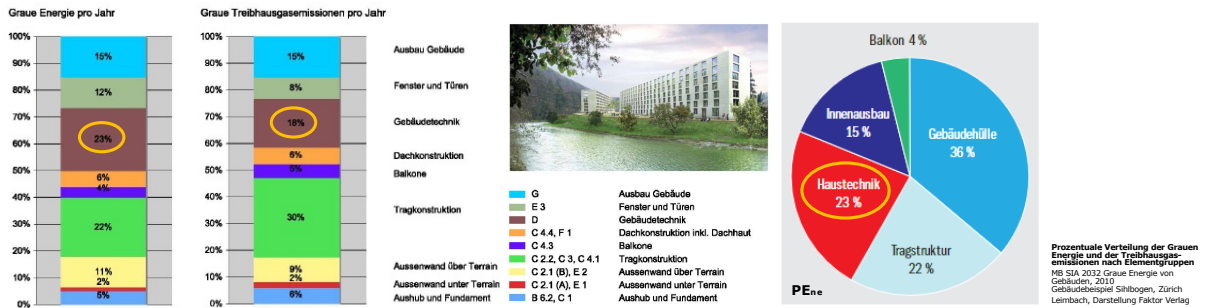 Graue Energie pro Jahr
100%
90%
80%
70%
60%
50%
40%
30%
20%
10%
0%
15%
12%
23%
6%
4%
22%
11%
2%
5%
Graue Treibhausgasemissionen pro Jahr
100%
90%
80%
70%
60%
50%
40%
30%
20%
10%
0%
15%
8%
18%
6%
5%
30%
9%
2%
6%
Ausbau Gebäude
Fenster und Türen
Gebäudetechnik
Dachkonstruktion
Balkone
Tragkonstruktion
Aussenwand über Terrain
Aussenwand unter Terrain
Aushub und Fundament
G Ausbau Gebäude
E 3 Fenster und Türen
D Gebäudetechnik
C 4.4, F 1 Dachkonstruktion inkl. Dachhaut
C 4.3 Balkone
C 2.2, C 3, C 4.1 Tragkonstruktion
C 2.1 (B), E 2 Aussenwand über Terrain
C 2.1 (A), E 1 Aussenwand unter Terrain
B 6.2, C 1 Aushub und Fundament
Balkon 4 %
Innenausbau
15 %
Gebäudehülle
36 %
Haustechnik
23 %
Tragstruktur
22 %
PEne
Prozentuale Verteilung der Grauen
Energie und der Treibhausgas-
emissionen nach Elementgruppen
MB SIA 2032 Graue Energie von
Gebäuden, 2010
Gebäudebeispiel Sihlbogen, Zürich
Leimbach, Darstellung Faktor Verlag